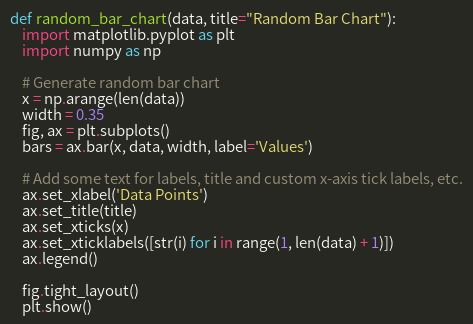 def random_bar_chart(data, title="Random Bar Chart"):
import matplotlib.pyplot as plt
import numpy as np
# Generate random bar chart
x = np.arange(len(data))
width = 0.35
fig, ax = plt.subplots()
bars = ax.bar(x, data, width, label='Values')
# Add some text for labels, title and custom x-axis tick labels, etc.
ax.set_xlabel('Data Points')
ax.set_title(title)
ax.set_xticks(x)
ax.set_xticklabels([str(i) for i in range(1, len(data) + 1)])
ax.legend()
fig.tight_layout()
plt.show()